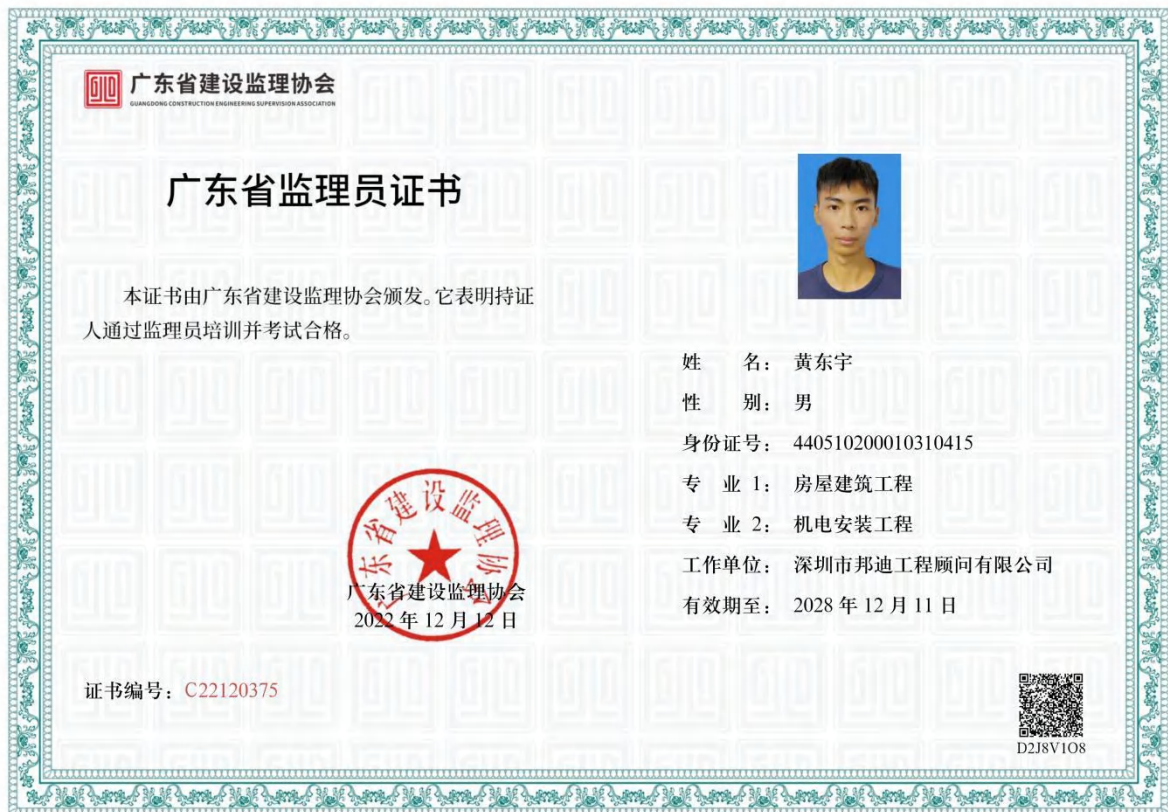 广东省建设监理协会
GUANGDONG CONSTRUCTION ENGINEERING SUPERVISION ASSOCIATION
广东省监理员证书
本证书由广东省建设监理协会颁发。它表明持证
人通过监理员培训并考试合格。
姓 名： 黄东宇
性 别： 男
身份证号： 440510200010310415
专 业 1： 房屋建筑工程
专 业 2： 机电安装工程
工作单位： 深圳市邦迪工程顾问有限公司
有效期至： 2028 年 12 月 11 日
广东省建设监理协会
广东省建设监理协会
2022 年 12 月 12 日
证书编号：C22120375
D2J8V1O8